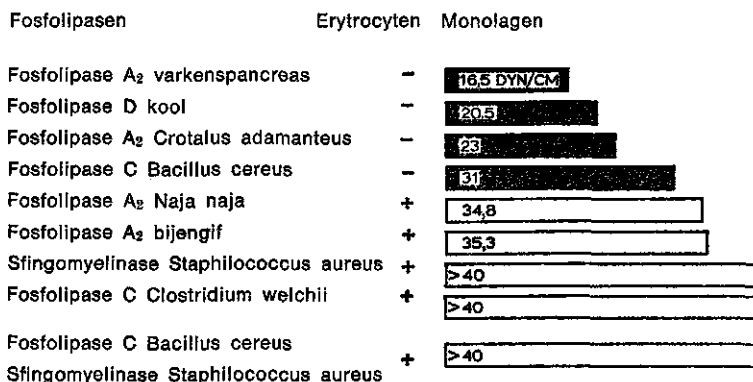 Fosfolipasen Erytrocyten Monolagen
Fosfolipase A₂ varkenspancreas – 16,5 DYN/CM
Fosfolipase D kool – 20,5
Fosfolipase A₂ Crotalus adamanteus – 23
Fosfolipase C Bacillus cereus – 31
Fosfolipase A₂ Naja naja + 34,8
Fosfolipase A₂ bijengif + 35,3
Sfingomyelinase Staphilococcus aureus + >40
Fosfolipase C Clostridium welchii + >40
Fosfolipase C Bacillus cereus
+ >40
Sfingomyelinase Staphilococcus aureus